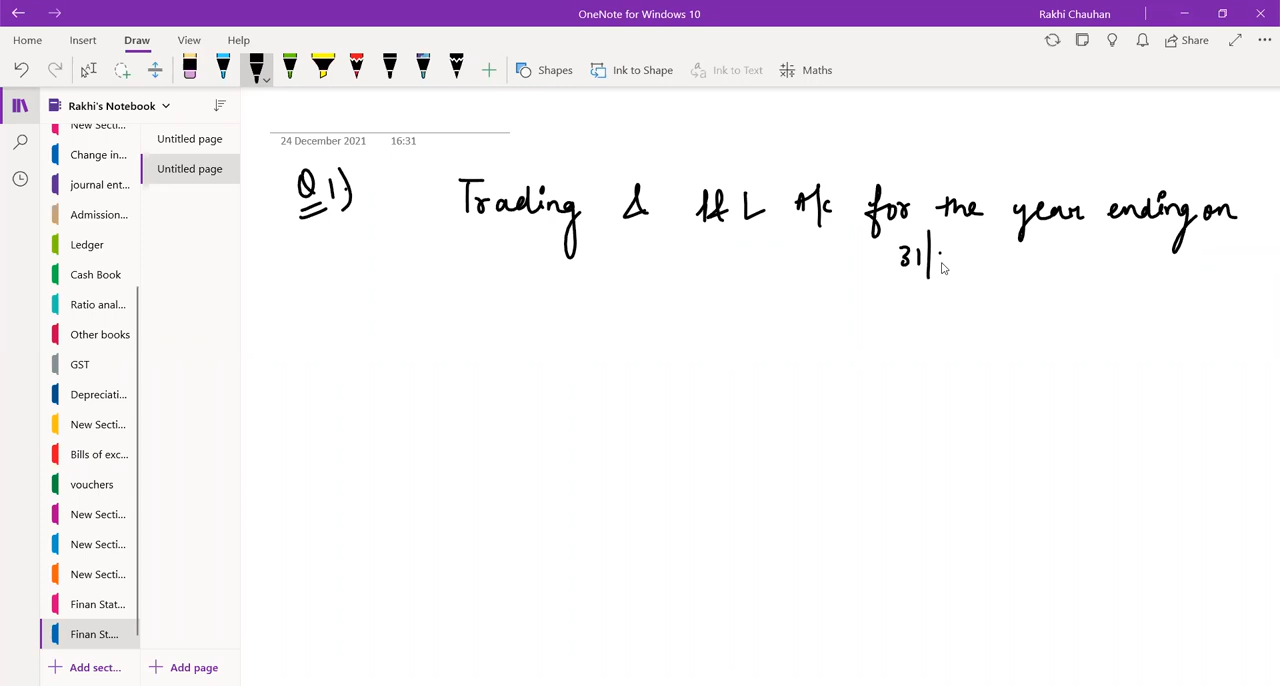 OneNote for Windows 10
Rakhi Chauhan
Home Insert Draw View Help
Share
Shapes Ink to Shape Ink to Text Maths
Rakhi's Notebook
New Secti...
Change in...
journal ent...
Admission...
Ledger
Cash Book
Ratio anal...
Other books
GST
Depreciati...
New Secti...
Bills of exc...
vouchers
New Secti...
New Secti...
New Secti...
Finan Stat...
Finan St....
Add sect...
Untitled page
Untitled page
Add page
24 December 2021 16:31
Q1) Trading & P& L A/c for the year ending on
31/